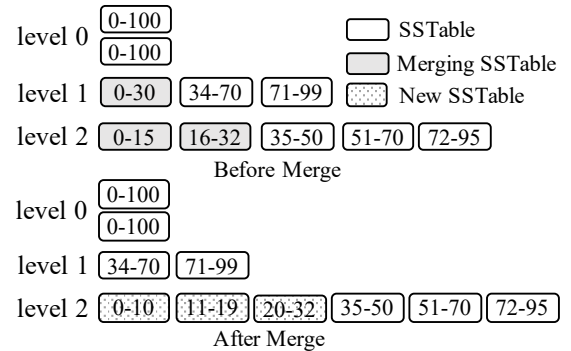 level 0 0-100 SSTable
0-100
Merging SSTable
level 1 0-30 34-70 71-99
New SSTable
level 2 0-15 16-32 35-50 51-70 72-95
Before Merge
level 0 0-100
0-100
level 1 34-70 71-99
level 2 0-10 11-19 20-32 35-50 51-70 72-95
After Merge